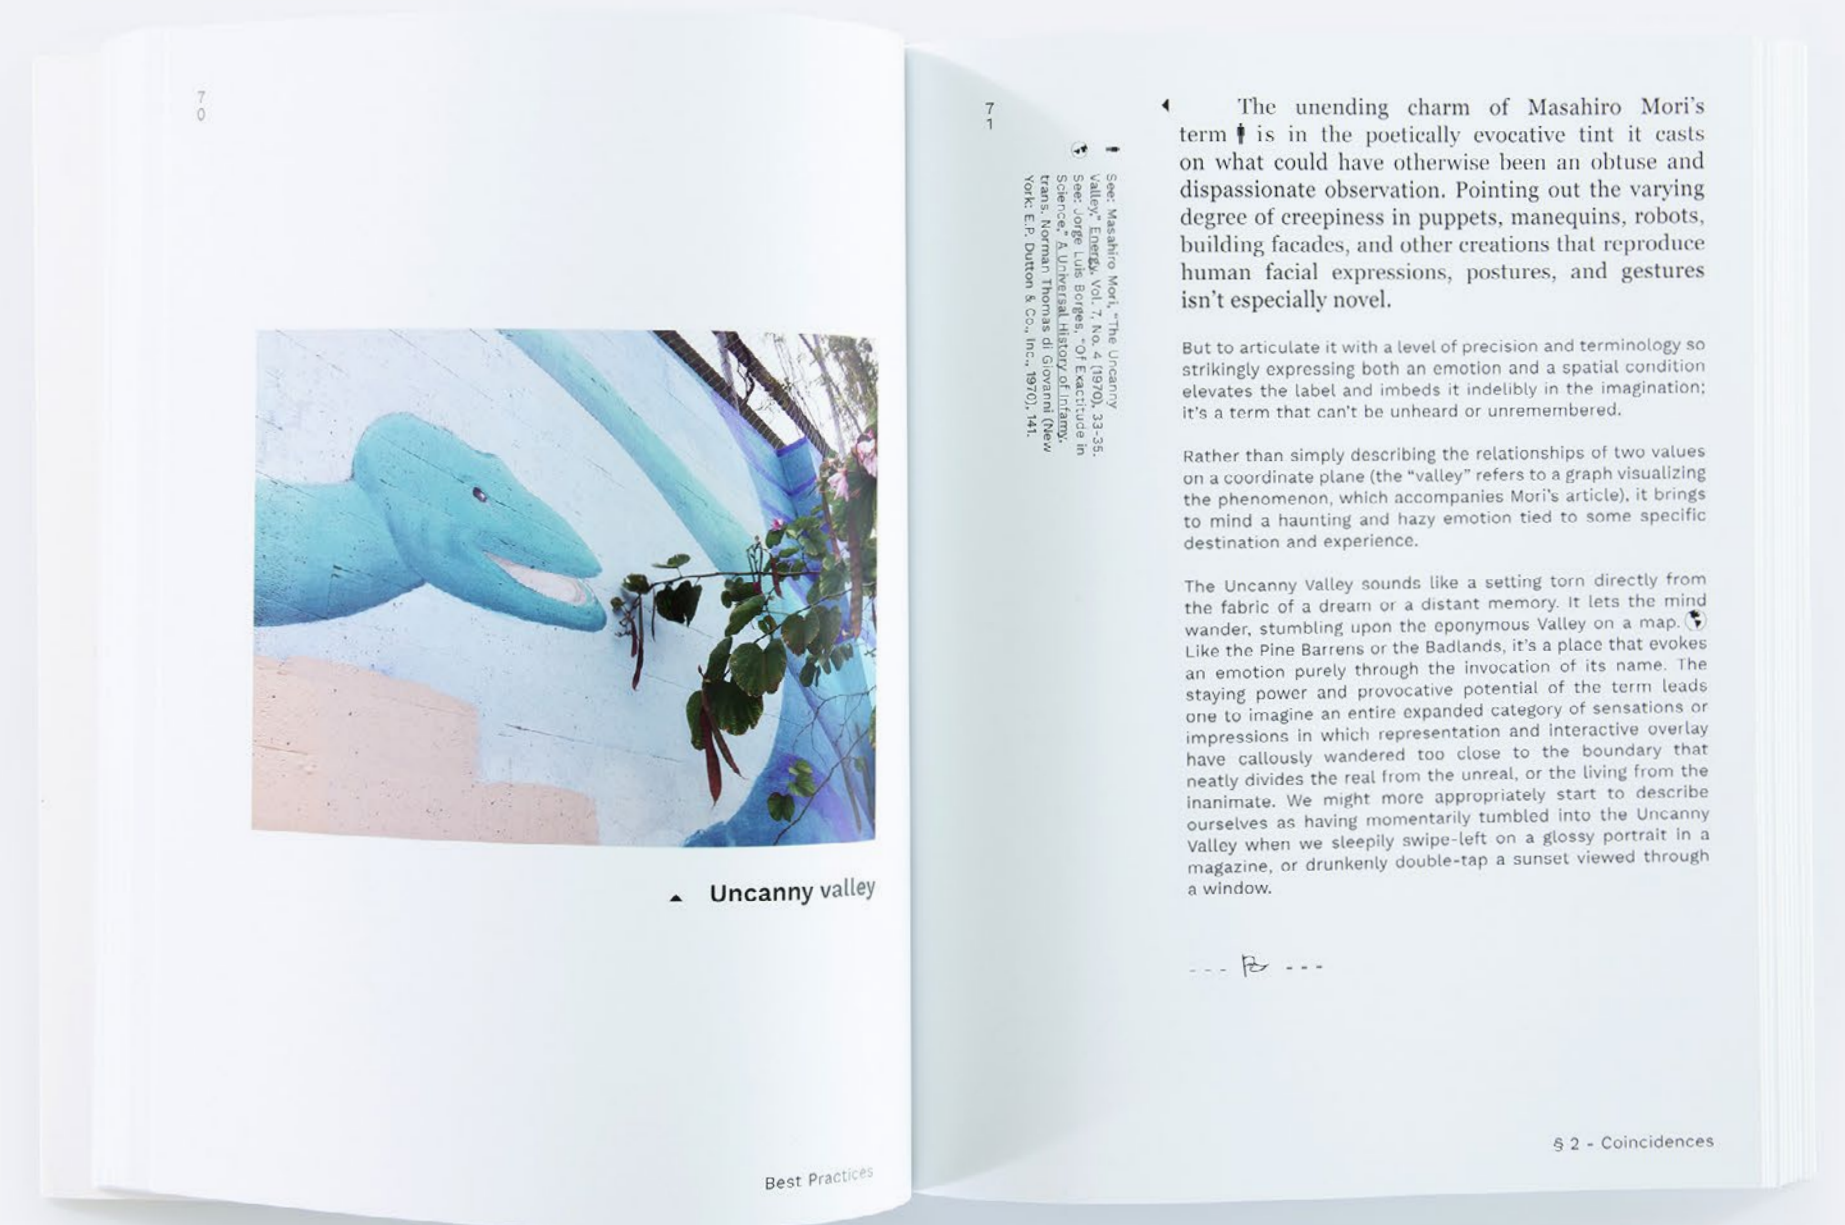 7
0
Uncanny valley
Best Practices
7
1
See: Masahiro Mori, "The Uncanny
Valley," Energy, Vol. 7, No. 4 (1970), 33-35.
See: Jorge Luis Borges, "Of Exactitude in
Science," A Universal History of Infamy,
trans. Norman Thomas di Giovanni (New
York: E.P. Dutton & Co., Inc., 1970), 141.
The unending charm of Masahiro Mori's
term is in the poetically evocative tint it casts
on what could have otherwise been an obtuse and
dispassionate observation. Pointing out the varying
degree of creepiness in puppets, manequins, robots,
building facades, and other creations that reproduce
human facial expressions, postures, and gestures
isn't especially novel.
But to articulate it with a level of precision and terminology so
strikingly expressing both an emotion and a spatial condition
elevates the label and imbeds it indelibly in the imagination;
it's a term that can't be unheard or unremembered.
Rather than simply describing the relationships of two values
on a coordinate plane (the "valley" refers to a graph visualizing
the phenomenon, which accompanies Mori's article), it brings
to mind a haunting and hazy emotion tied to some specific
destination and experience.
The Uncanny Valley sounds like a setting torn directly from
the fabric of a dream or a distant memory. It lets the mind
wander, stumbling upon the eponymous Valley on a map.
Like the Pine Barrens or the Badlands, it's a place that evokes
an emotion purely through the invocation of its name. The
staying power and provocative potential of the term leads
one to imagine an entire expanded category of sensations or
impressions in which representation and interactive overlay
have callously wandered too close to the boundary that
neatly divides the real from the unreal, or the living from the
inanimate. We might more appropriately start to describe
ourselves as having momentarily tumbled into the Uncanny
Valley when we sleepily swipe-left on a glossy portrait in a
magazine, or drunkenly double-tap a sunset viewed through
a window.
§ 2 - Coincidences